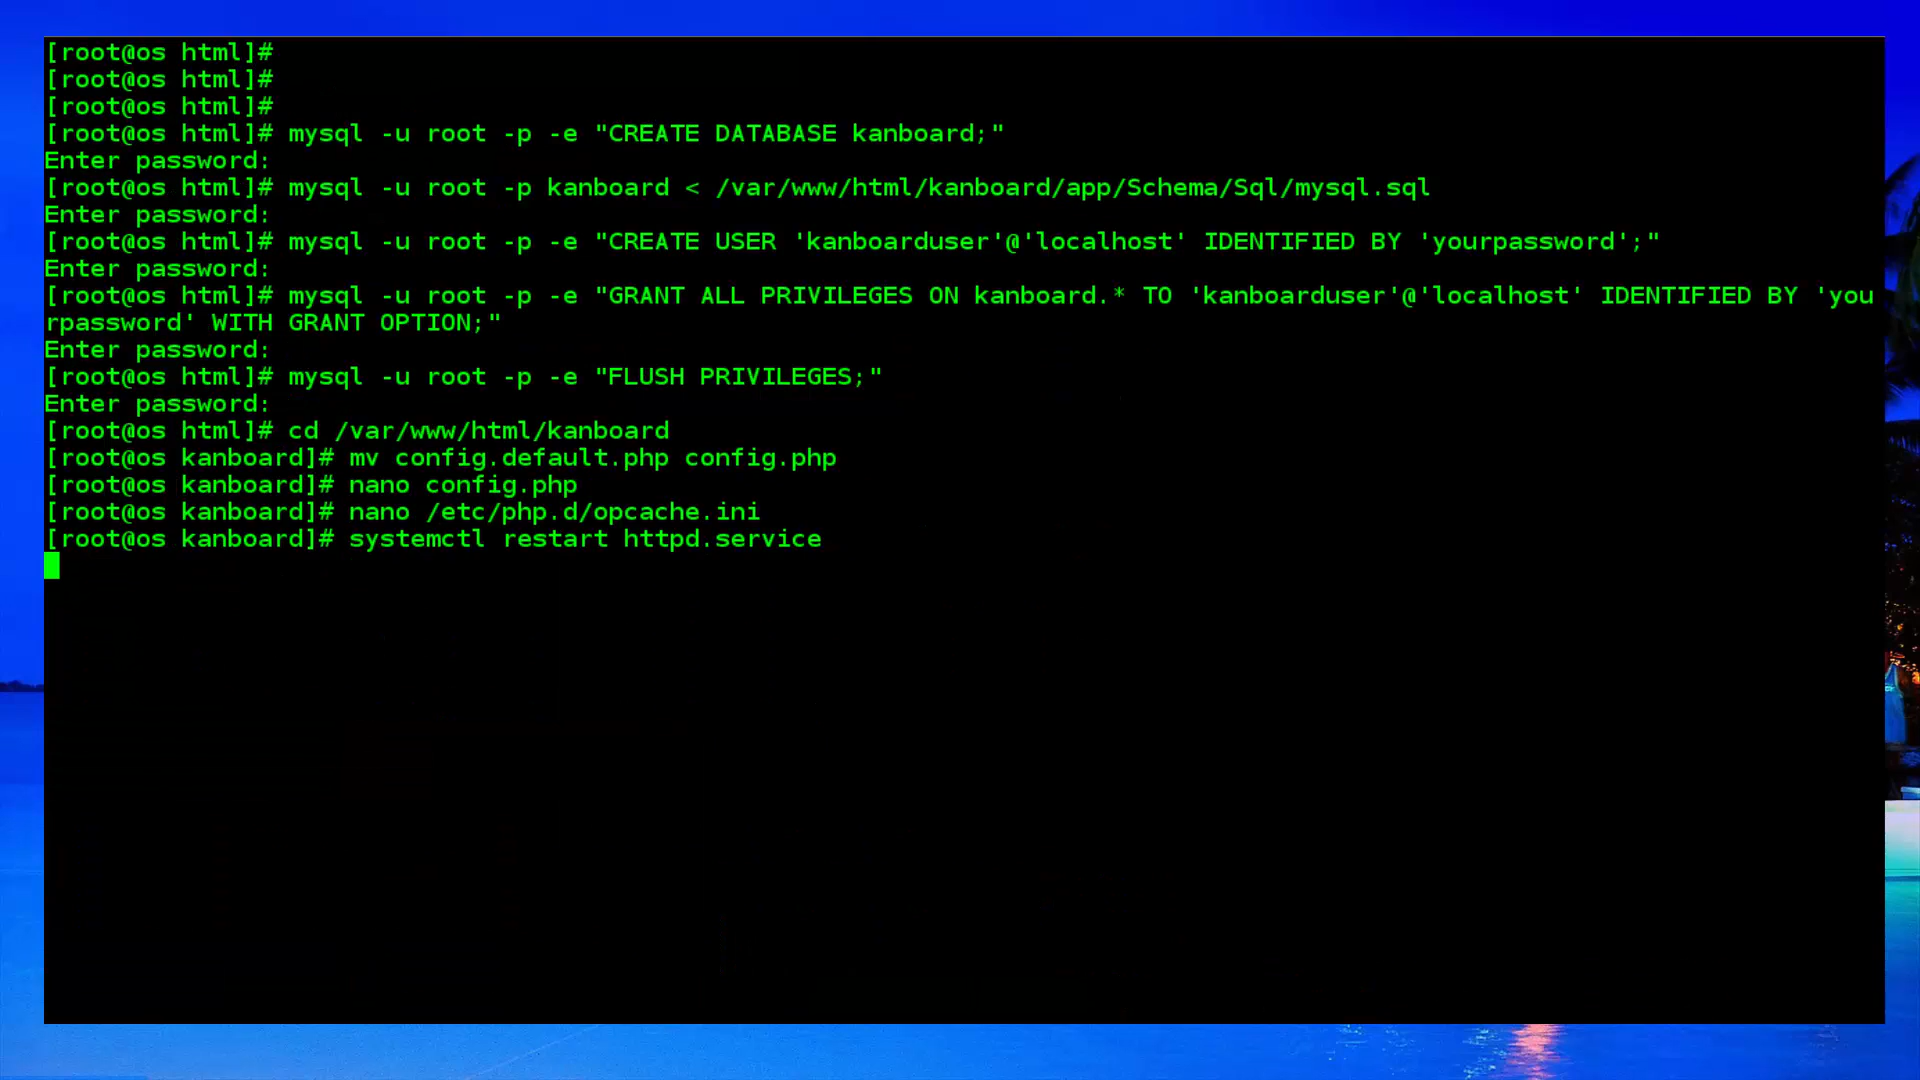 [root@os html]#
[root@os html]#
[root@os html]#
[root@os html]# mysql -u root -p -e "CREATE DATABASE kanboard;"
Enter password:
[root@os html]# mysql -u root -p kanboard < /var/www/html/kanboard/app/Schema/Sql/mysql.sql
Enter password:
[root@os html]# mysql -u root -p -e "CREATE USER 'kanboarduser'@'localhost' IDENTIFIED BY 'yourpassword';"
Enter password:
[root@os html]# mysql -u root -p -e "GRANT ALL PRIVILEGES ON kanboard.* TO 'kanboarduser'@'localhost' IDENTIFIED BY 'you
rpassword' WITH GRANT OPTION;"
Enter password:
[root@os html]# mysql -u root -p -e "FLUSH PRIVILEGES;"
Enter password:
[root@os html]# cd /var/www/html/kanboard
[root@os kanboard]# mv config.default.php config.php
[root@os kanboard]# nano config.php
[root@os kanboard]# nano /etc/php.d/opcache.ini
[root@os kanboard]# systemctl restart httpd.service